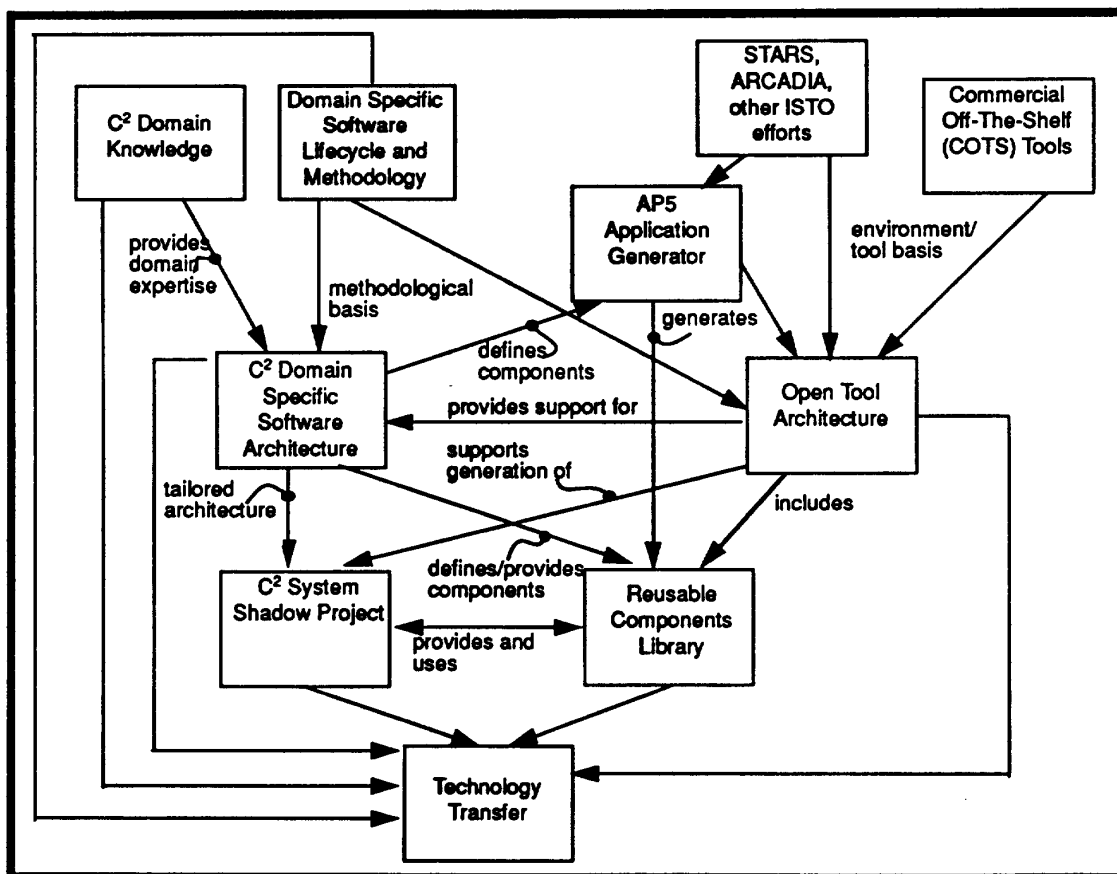 STARS,
ARCADIA,
other ISTO
efforts
C² Domain
Knowledge
Domain Specific
Software
Lifecycle and
Methodology
Commercial
Off-The-Shelf
(COTS) Tools
AP5
Application
Generator
environment/
tool basis
provides
domain
expertise
methodological
basis
generates
defines
components
C² Domain
Specific
Software
Architecture
Open Tool
Architecture
provides support for
supports
generation of
tailored
architecture
includes
defines/provides
components
C² System
Shadow Project
Reusable
Components
Library
provides and
uses
Technology
Transfer